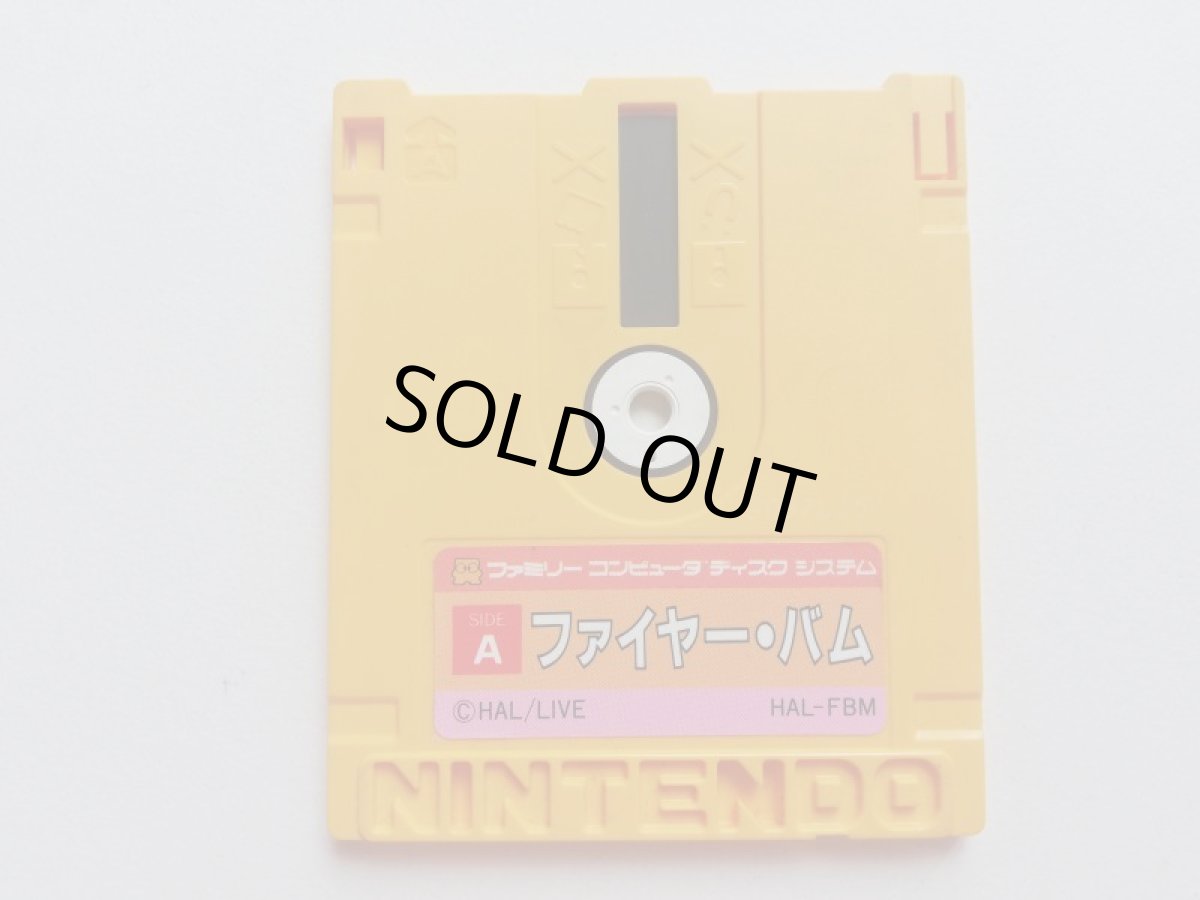 SOLD OUT
ファミリー コンピュータ ディスク システム
SIDE
A
ファイヤー・バム
©HAL/LIVE
HAL-FBM
NINTENDO